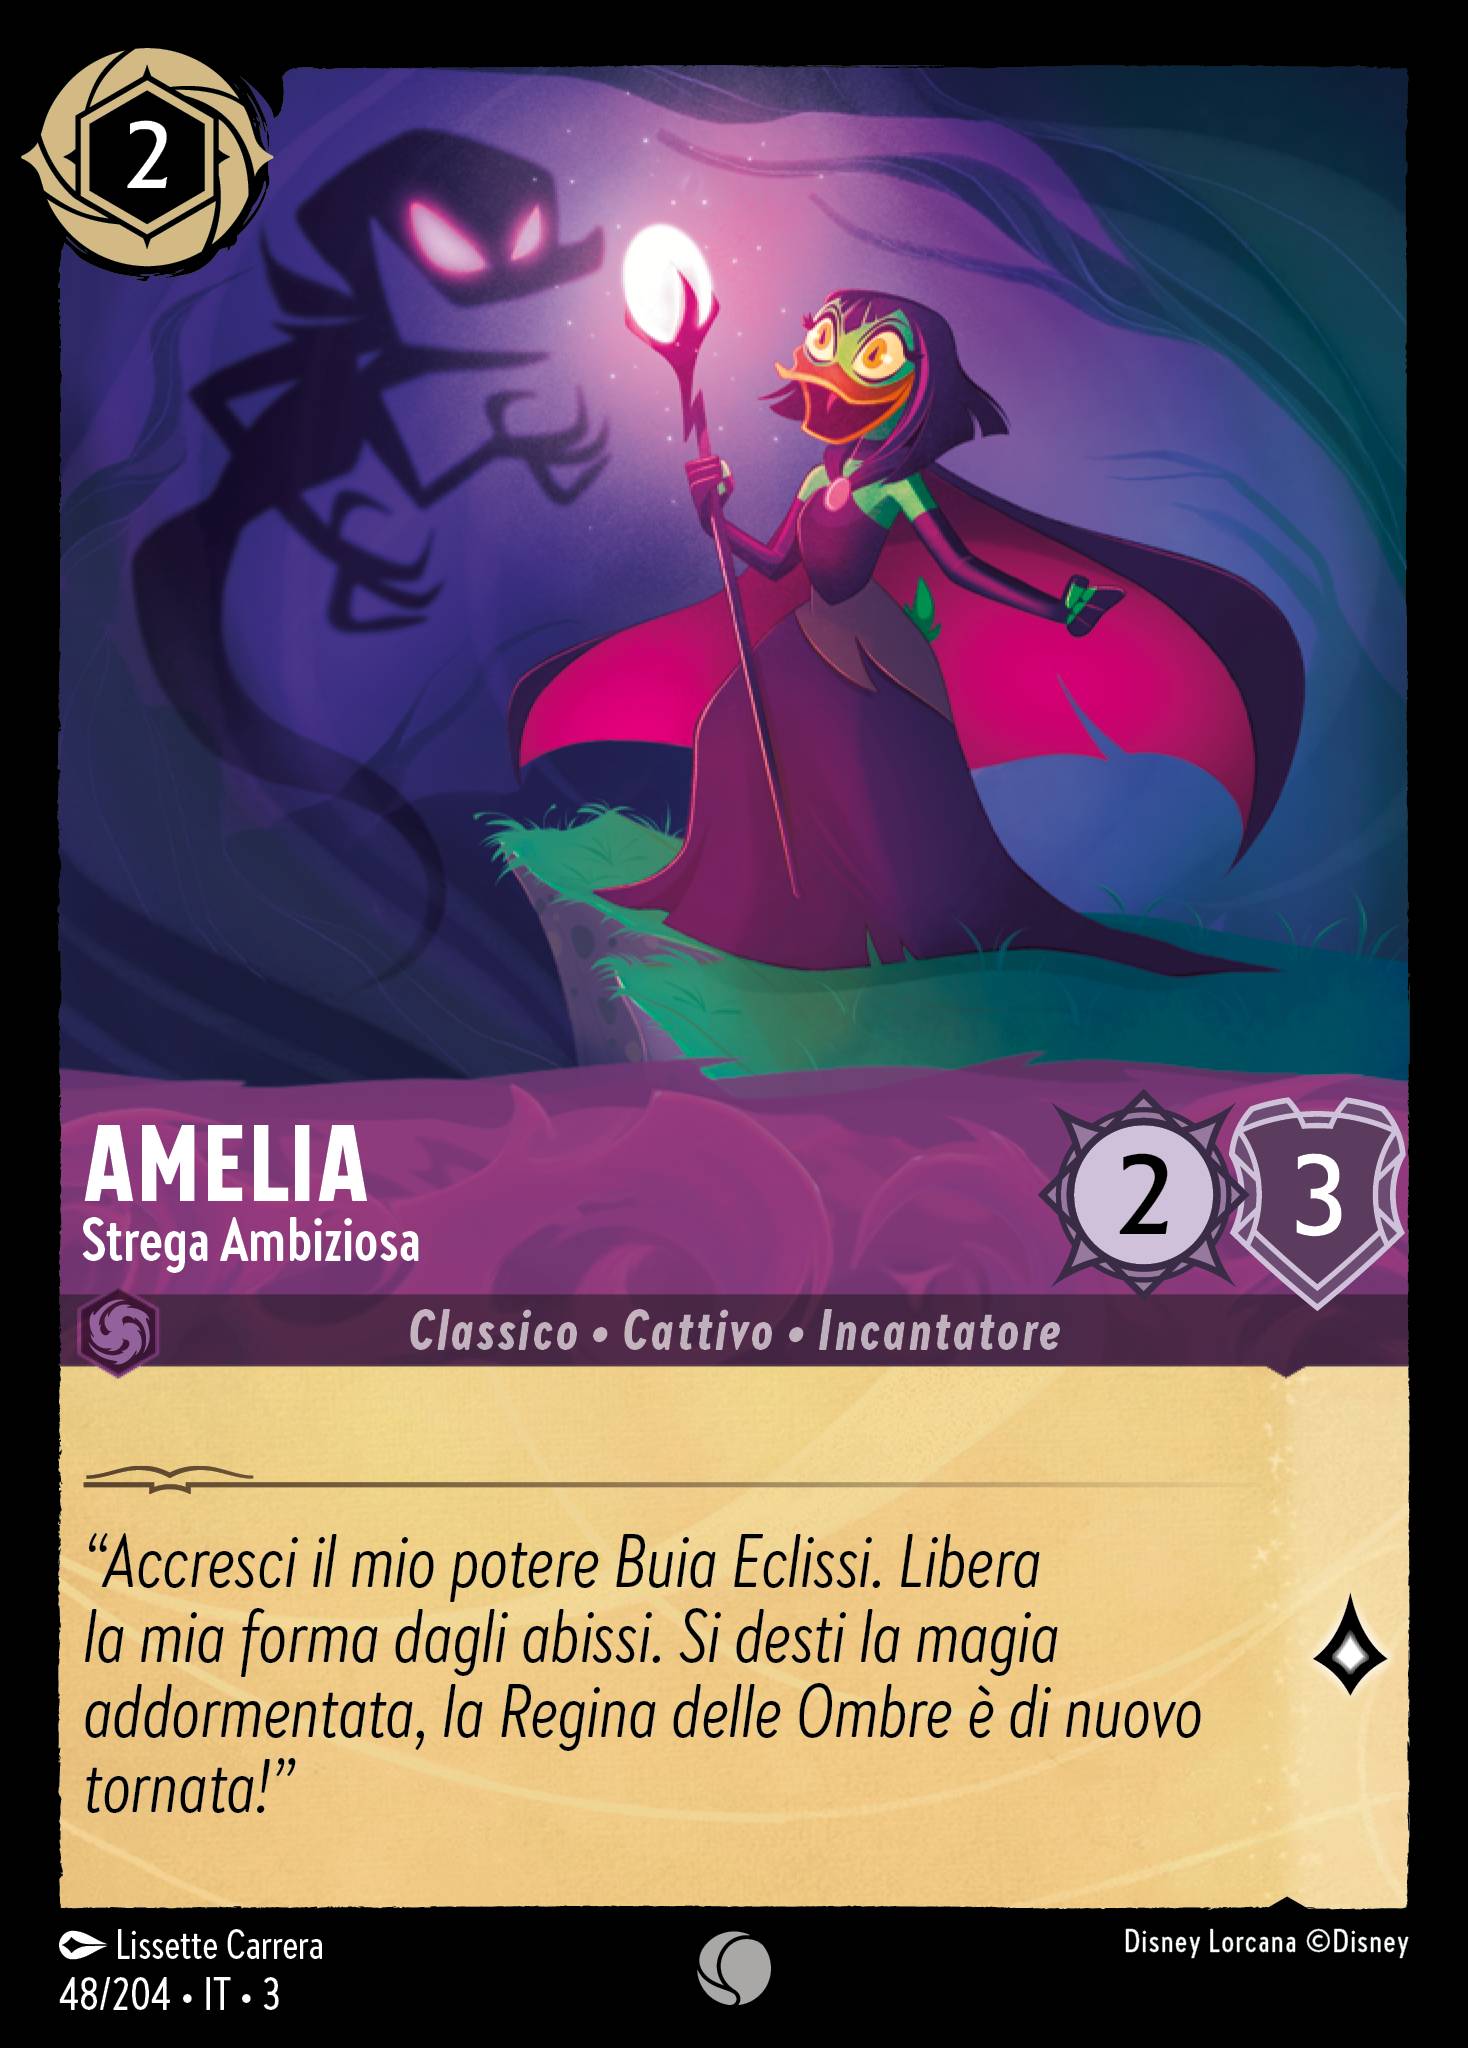 2
AMELIA
Strega Ambiziosa
2
3
Classico • Cattivo • Incantatore
“Accresci il mio potere Buia Eclissi. Libera
la mia forma dagli abissi. Si desti la magia
addormentata, la Regina delle Ombre è di nuovo
tornata!”
Lissette Carrera
Disney Lorcana ©Disney
48/204 • IT • 3